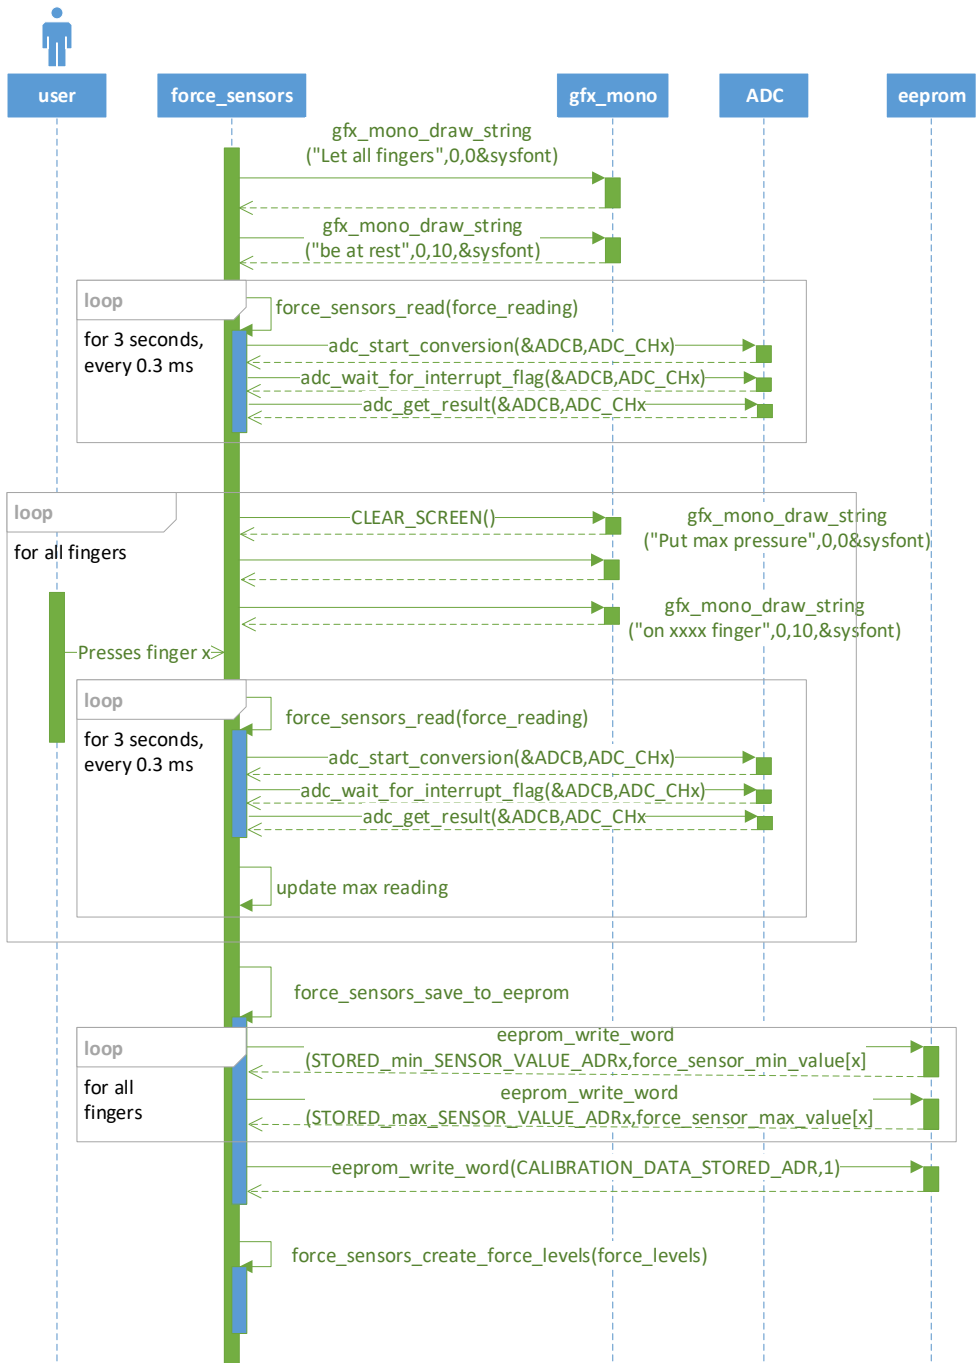 user
force_sensors
gfx_mono
ADC
eeprom
gfx_mono_draw_string
("Let all fingers",0,0&sysfont)
gfx_mono_draw_string
("be at rest",0,10,&sysfont)
loop
for 3 seconds,
every 0.3 ms
force_sensors_read(force_reading)
adc_start_conversion(&ADCB,ADC_CHx)
adc_wait_for_interrupt_flag(&ADCB,ADC_CHx)
adc_get_result(&ADCB,ADC_CHx
loop
for all fingers
CLEAR_SCREEN()
gfx_mono_draw_string
("Put max pressure",0,0&sysfont)
gfx_mono_draw_string
("on xxxx finger",0,10,&sysfont)
Presses finger x
loop
for 3 seconds,
every 0.3 ms
force_sensors_read(force_reading)
adc_start_conversion(&ADCB,ADC_CHx)
adc_wait_for_interrupt_flag(&ADCB,ADC_CHx)
adc_get_result(&ADCB,ADC_CHx
update max reading
force_sensors_save_to_eeprom
loop
for all
fingers
eeprom_write_word
(STORED_min_SENSOR_VALUE_ADRx,force_sensor_min_value[x]
eeprom_write_word
(STORED_max_SENSOR_VALUE_ADRx,force_sensor_max_value[x]
eeprom_write_word(CALIBRATION_DATA_STORED_ADR,1)
force_sensors_create_force_levels(force_levels)